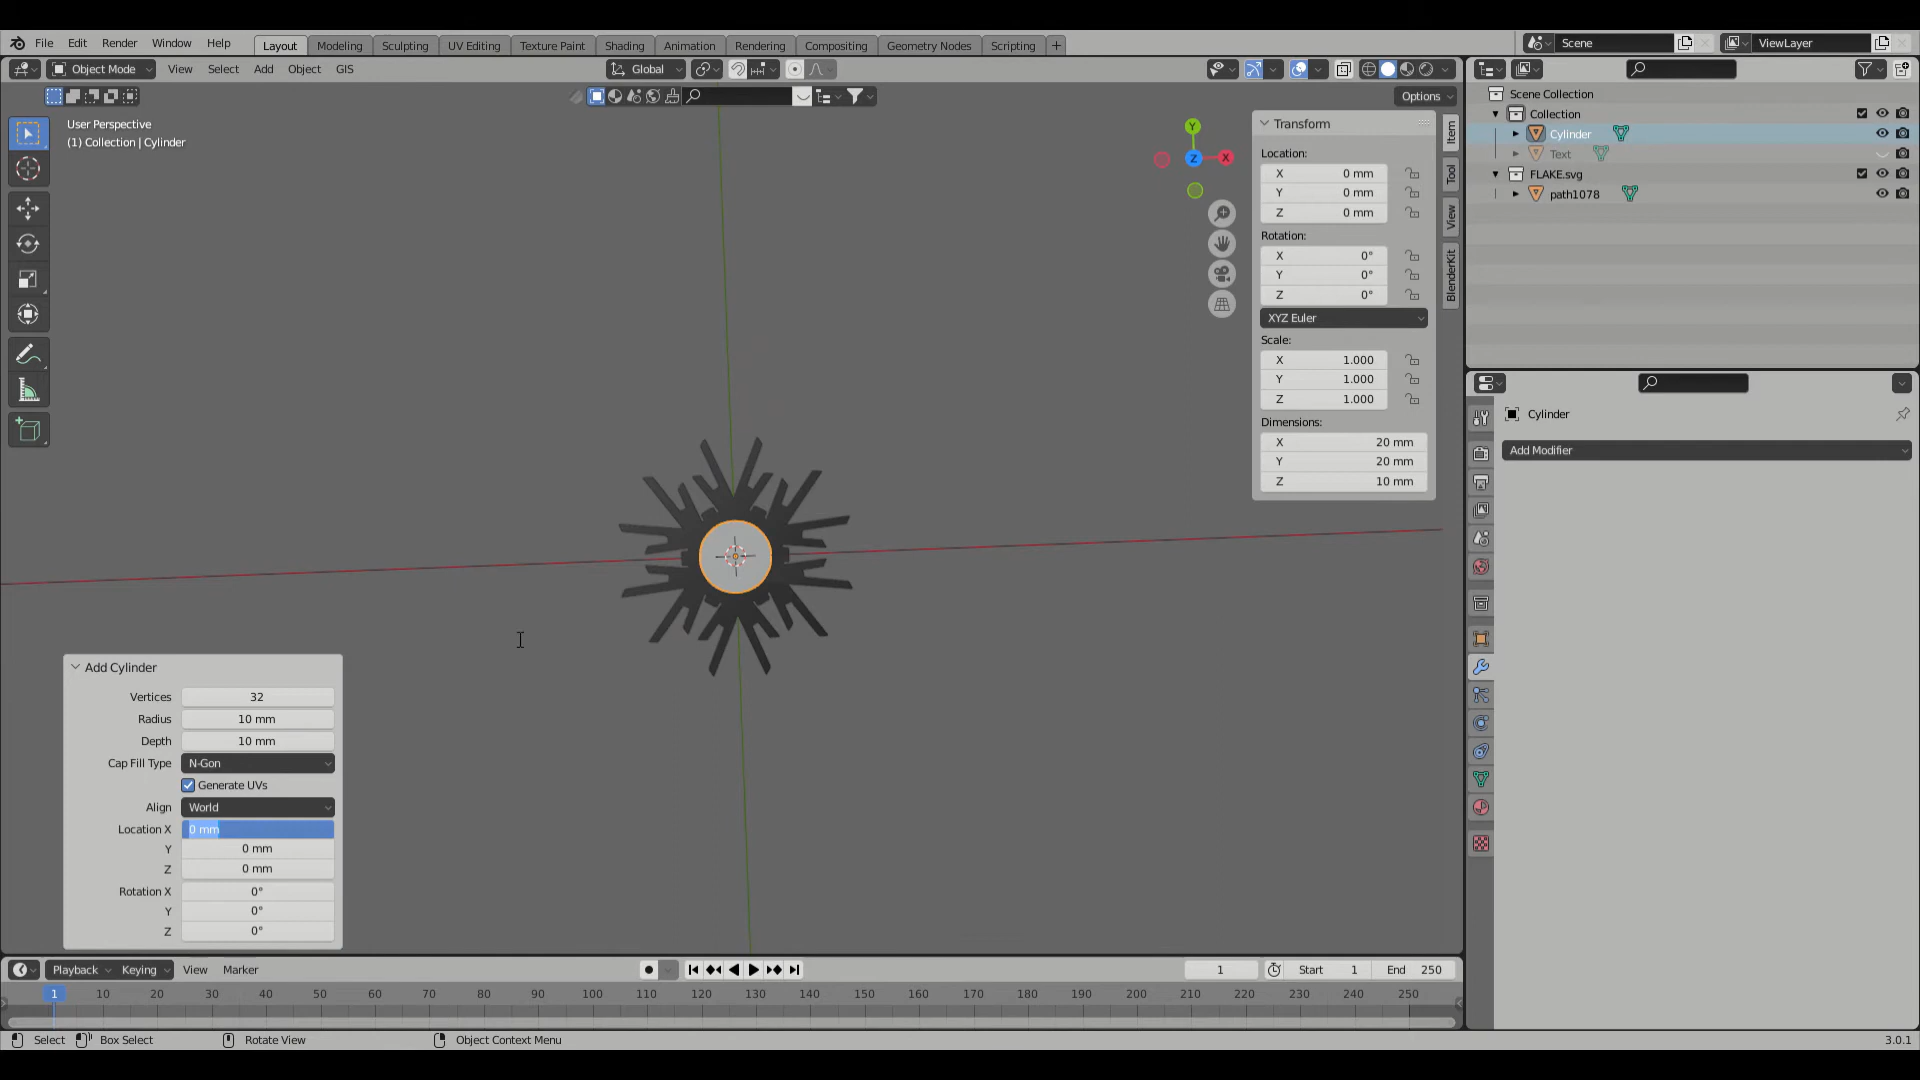 File Edit Render Window Help Layout Modeling Sculpting UV Editing Texture Paint Shading Animation Rendering Compositing Geometry Nodes Scripting Scene ViewLayer
Object Mode View Select Add Object GIS Global
Options
User Perspective
(1) Collection | Cylinder
Y
Z
X
Transform
Location:
X 0 mm
Y 0 mm
Z 0 mm
Rotation:
X 0°
Y 0°
Z 0°
XYZ Euler
Scale:
X 1.000
Y 1.000
Z 1.000
Dimensions:
X 20 mm
Y 20 mm
Z 10 mm
Item
Tool
View
BlenderKit
Scene Collection
Collection
Cylinder
Text
FLAKE.svg
path1078
Cylinder
Add Modifier
Add Cylinder
Vertices 32
Radius 10 mm
Depth 10 mm
Cap Fill Type N-Gon
Generate UVs
Align World
Location X 0 mm
Y 0 mm
Z 0 mm
Rotation X 0°
Y 0°
Z 0°
Playback Keying View Marker 1 Start 1 End 250
1 10 20 30 40 50 60 70 80 90 100 110 120 130 140 150 160 170 180 190 200 210 220 230 240 250
Select Box Select Rotate View Object Context Menu 3.0.1